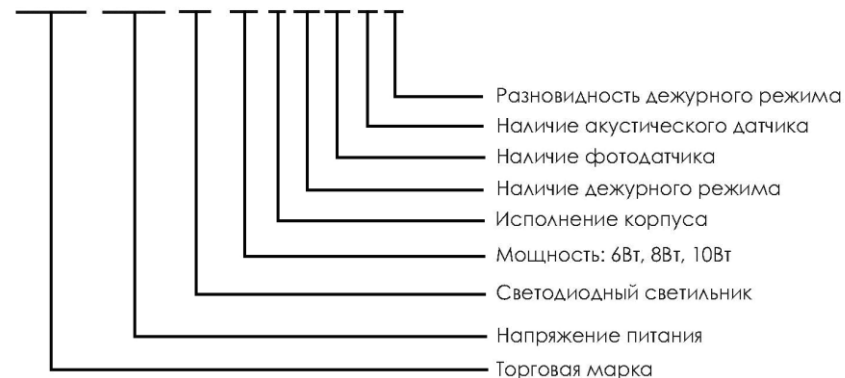 Разновидность дежурного режима
Наличие акустического датчика
Наличие фотодатчика
Наличие дежурного режима
Исполнение корпуса
Мощность: 6Вт, 8Вт, 10Вт
Светодиодный светильник
Напряжение питания
Торговая марка